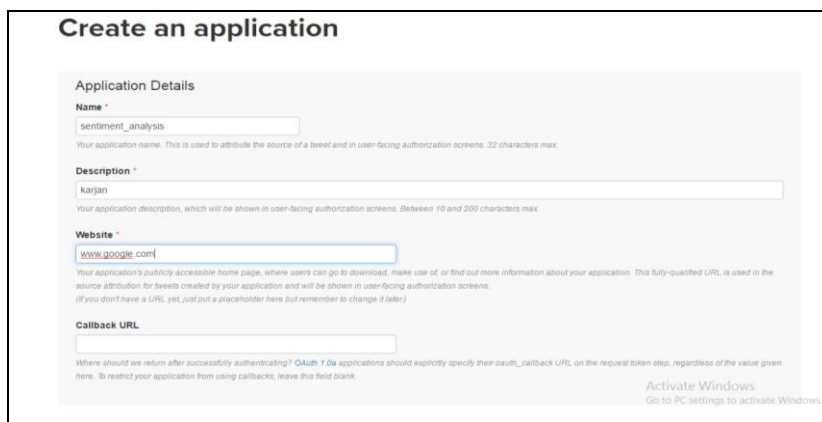 Create an application
Application Details
Name *
sentiment_analysis
Your application name. This is used to attribute the source of a tweet and in user-facing authorization screens. 32 characters max.
Description *
karjan
Your application description, which will be shown in user-facing authorization screens. Between 10 and 200 characters max.
Website *
www.google.com
Your application's publicly accessible home page, where users can go to download, make use of, or find out more information about your application. This fully-qualified URL is used in the
source attribution for tweets created by your application and will be shown in user-facing authorization screens.
(If you don't have a URL yet, just put a placeholder here but remember to change it later.)
Callback URL
Where should we return after successfully authenticating? OAuth 1.0a applications should explicitly specify their oauth_callback URL on the request token step, regardless of the value given
here. To restrict your application from using callbacks, leave this field blank.
Activate Windows
Go to PC settings to activate Windows.